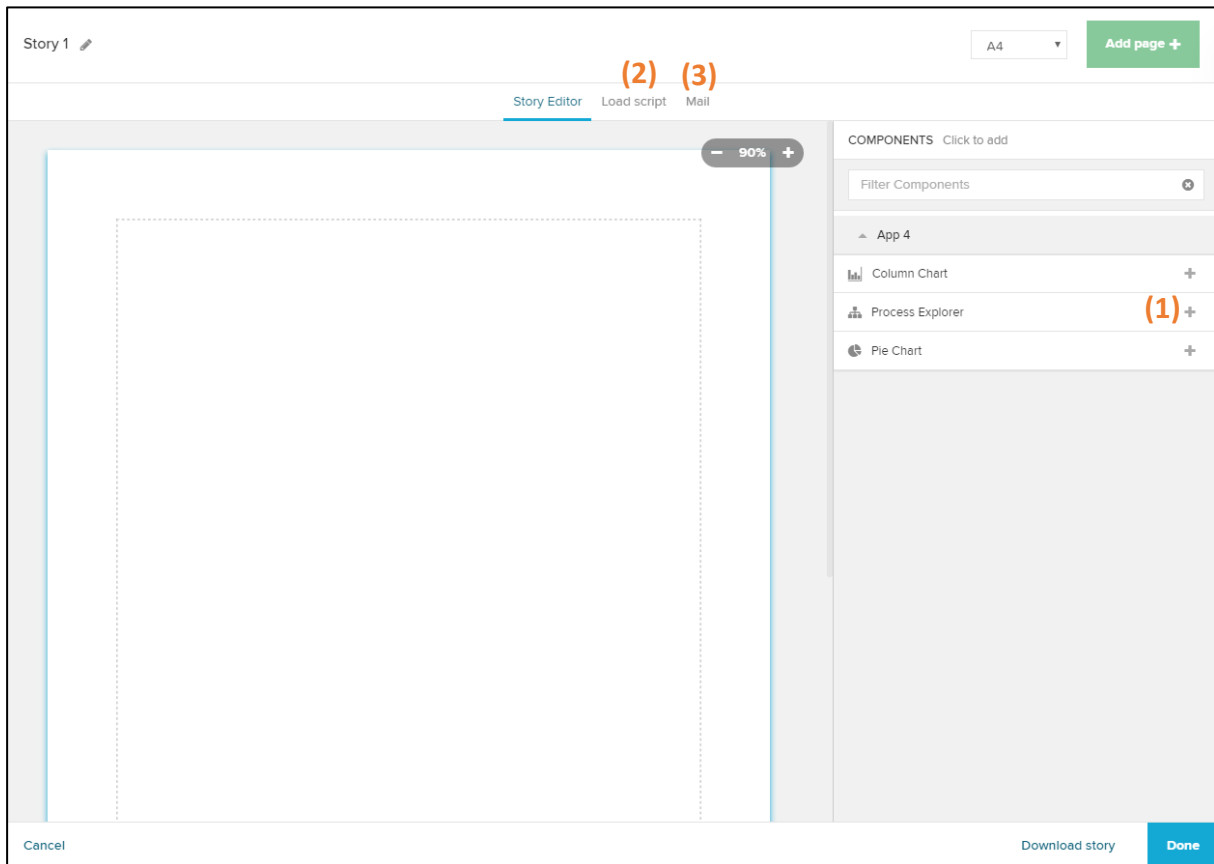 Story 1
A4
Add page +
(2) (3)
Story Editor Load script Mail
COMPONENTS Click to add
− 90% +
Filter Components
App 4
Column Chart +
Process Explorer (1) +
Pie Chart +
Cancel
Download story
Done